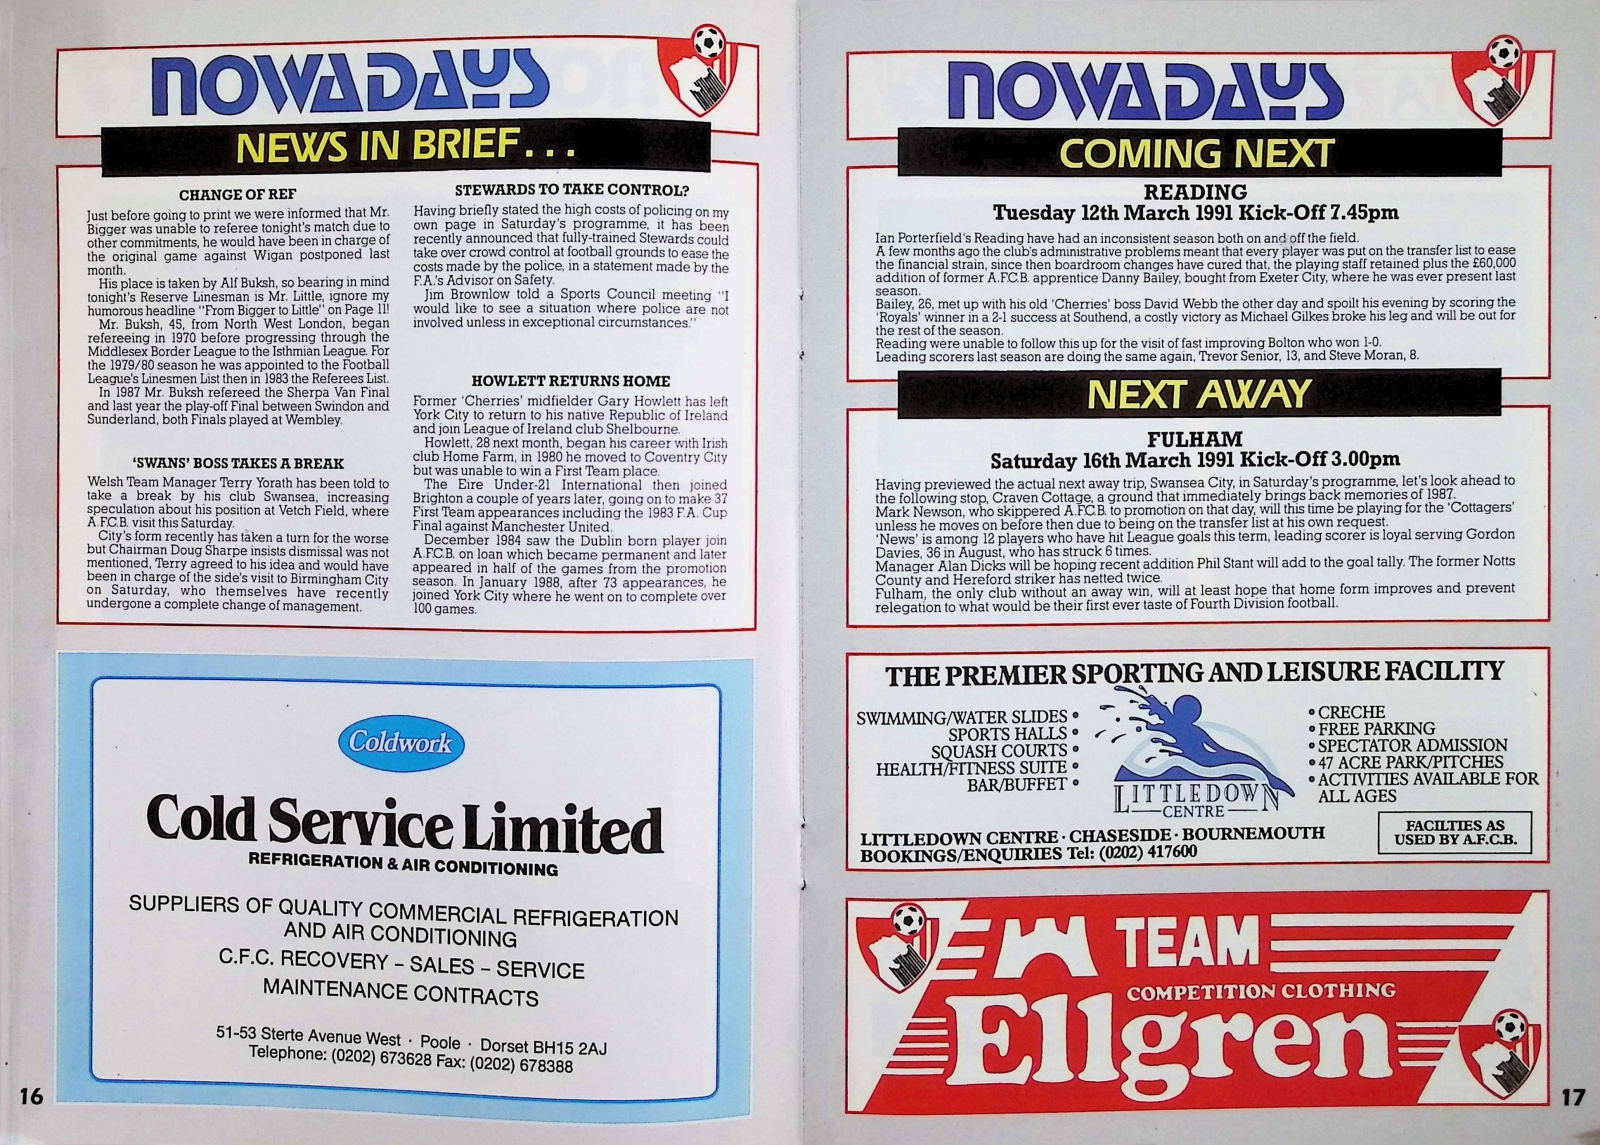 NOWADAYS
NEWS IN BRIEF...
CHANGE OF REF
Just before going to print we were informed that Mr.
Bigger was unable to referee tonight's match due to
other commitments, he would have been in charge of
the original game against Wigan postponed last
month.
His place is taken by Alf Buksh, so bearing in mind
tonight's Reserve Linesman is Mr. Little, ignore my
humorous headline "From Bigger to Little" on Page 11!
Mr. Buksh, 45, from North West London, began
refereeing in 1970 before progressing through the
Middlesex Border League to the Isthmian League. For
the 1979/80 season he was appointed to the Football
League's Linesmen List then in 1983 the Referees List.
In 1987 Mr. Buksh refereed the Sherpa Van Final
and last year the play-off Final between Swindon and
Sunderland, both Finals played at Wembley.
'SWANS' BOSS TAKES A BREAK
Welsh Team Manager Terry Yorath has been told to
take a break by his club Swansea, increasing
speculation about his position at Vetch Field, where
A.F.C.B. visit this Saturday.
City's form recently has taken a turn for the worse
but Chairman Doug Sharpe insists dismissal was not
mentioned, Terry agreed to his idea and would have
been in charge of the side's visit to Birmingham City
on Saturday, who themselves have recently
undergone a complete change of management.
STEWARDS TO TAKE CONTROL?
Having briefly stated the high costs of policing on my
own page in Saturday's programme, it has been
recently announced that fully-trained Stewards could
take over crowd control at football grounds to ease the
costs made by the police, in a statement made by the
F.A.'s Advisor on Safety.
Jim Brownlow told a Sports Council meeting "I
would like to see a situation where police are not
involved unless in exceptional circumstances."
HOWLETT RETURNS HOME
Former 'Cherries' midfielder Gary Howlett has left
York City to return to his native Republic of Ireland
and join League of Ireland club Shelbourne.
Howlett, 28 next month, began his career with Irish
club Home Farm, in 1980 he moved to Coventry City
but was unable to win a First Team place.
The Eire Under-21 International then joined
Brighton a couple of years later, going on to make 37
First Team appearances including the 1983 F.A. Cup
Final against Manchester United.
December 1984 saw the Dublin born player join
A.F.C.B. on loan which became permanent and later
appeared in half of the games from the promotion
season. In January 1988, after 73 appearances, he
joined York City where he went on to complete over
100 games.
Coldwork
Cold Service Limited
REFRIGERATION & AIR CONDITIONING
SUPPLIERS OF QUALITY COMMERCIAL REFRIGERATION
AND AIR CONDITIONING
C.F.C. RECOVERY – SALES – SERVICE
MAINTENANCE CONTRACTS
51-53 Sterte Avenue West · Poole · Dorset BH15 2AJ
Telephone: (0202) 673628 Fax: (0202) 678388
16
NOWADAYS
COMING NEXT
READING
Tuesday 12th March 1991 Kick-Off 7.45pm
Ian Porterfield's Reading have had an inconsistent season both on and off the field.
A few months ago the club's administrative problems meant that every player was put on the transfer list to ease
the financial strain, since then boardroom changes have cured that, the playing staff retained plus the £60,000
addition of former A.F.C.B. apprentice Danny Bailey, bought from Exeter City, where he was ever present last
season.
Bailey, 26, met up with his old 'Cherries' boss David Webb the other day and spoilt his evening by scoring the
'Royals' winner in a 2-1 success at Southend, a costly victory as Michael Gilkes broke his leg and will be out for
the rest of the season.
Reading were unable to follow this up for the visit of fast improving Bolton who won 1-0.
Leading scorers last season are doing the same again, Trevor Senior, 13, and Steve Moran, 8.
NEXT AWAY
FULHAM
Saturday 16th March 1991 Kick-Off 3.00pm
Having previewed the actual next away trip, Swansea City, in Saturday's programme, let's look ahead to
the following stop, Craven Cottage, a ground that immediately brings back memories of 1987.
Mark Newson, who skippered A.F.C.B. to promotion on that day, will this time be playing for the 'Cottagers'
unless he moves on before then due to being on the transfer list at his own request.
'News' is among 12 players who have hit League goals this term, leading scorer is loyal serving Gordon
Davies, 36 in August, who has struck 6 times.
Manager Alan Dicks will be hoping recent addition Phil Stant will add to the goal tally. The former Notts
County and Hereford striker has netted twice.
Fulham, the only club without an away win, will at least hope that home form improves and prevent
relegation to what would be their first ever taste of Fourth Division football.
THE PREMIER SPORTING AND LEISURE FACILITY
SWIMMING/WATER SLIDES •
SPORTS HALLS •
SQUASH COURTS •
HEALTH/FITNESS SUITE •
BAR/BUFFET •
LITTLEDOWN
CENTRE
• CRECHE
• FREE PARKING
• SPECTATOR ADMISSION
• 47 ACRE PARK/PITCHES
• ACTIVITIES AVAILABLE FOR
ALL AGES
LITTLEDOWN CENTRE · CHASESIDE · BOURNEMOUTH
BOOKINGS/ENQUIRIES Tel: (0202) 417600
FACILTIES AS
USED BY A.F.C.B.
TEAM
COMPETITION CLOTHING
Ellgren
17